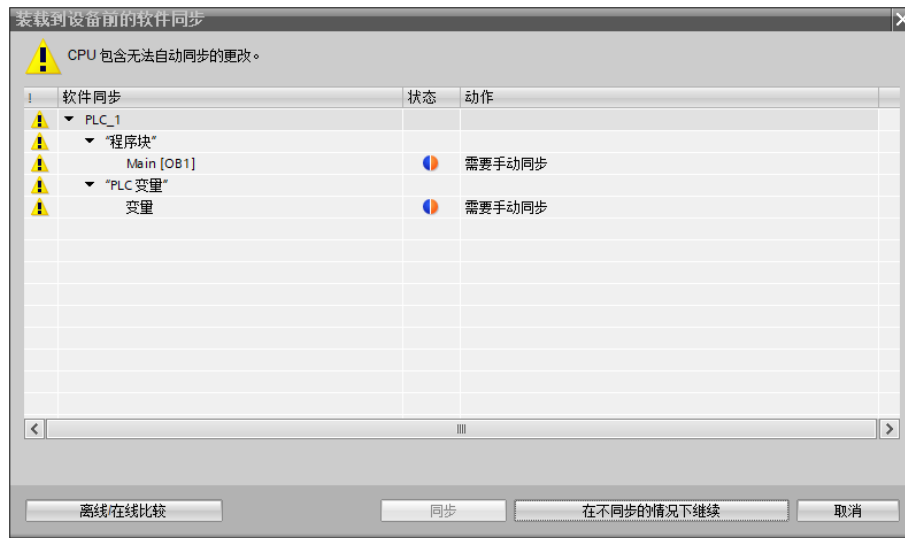 装载到设备前的软件同步
CPU 包含无法自动同步的更改。
! 软件同步 状态 动作
PLC_1
"程序块"
Main [OB1] 需要手动同步
"PLC 变量"
变量 需要手动同步
离线/在线比较 同步 在不同步的情况下继续 取消